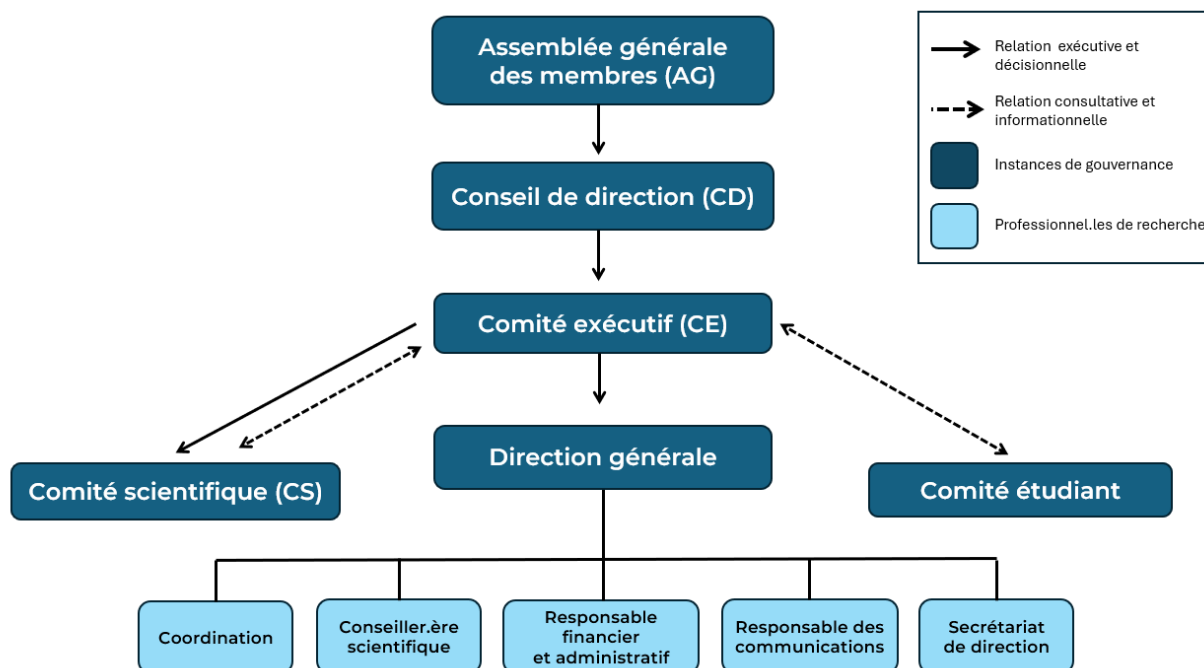 Assemblée générale
des membres (AG)
Relation exécutive et
décisionnelle
Relation consultative et
informationnelle
Instances de gouvernance
Professionnel.les de recherche
Conseil de direction (CD)
Comité exécutif (CE)
Direction générale
Comité scientifique (CS)
Comité étudiant
Coordination
Conseiller.ère
scientifique
Responsable
financier
et administratif
Responsable des
communications
Secrétariat
de direction